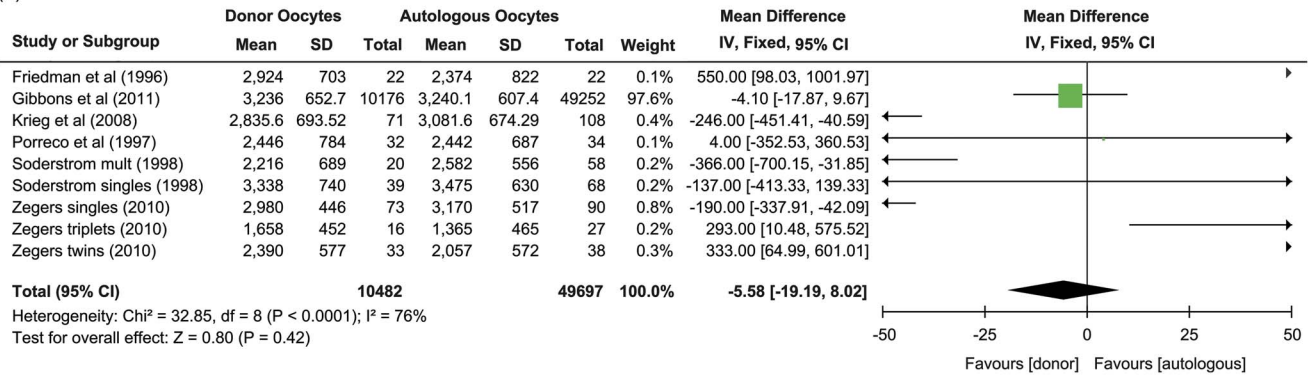 Donor Oocytes Autologous Oocytes Mean Difference Mean Difference
Study or Subgroup Mean SD Total Mean SD Total Weight IV, Fixed, 95% CI IV, Fixed, 95% CI
Friedman et al (1996) 2,924 703 22 2,374 822 22 0.1% 550.00 [98.03, 1001.97]
Gibbons et al (2011) 3,236 652.7 10176 3,240.1 607.4 49252 97.6% -4.10 [-17.87, 9.67]
Krieg et al (2008) 2,835.6 693.52 71 3,081.6 674.29 108 0.4% -246.00 [-451.41, -40.59]
Porreco et al (1997) 2,446 784 32 2,442 687 34 0.1% 4.00 [-352.53, 360.53]
Soderstrom mult (1998) 2,216 689 20 2,582 556 58 0.2% -366.00 [-700.15, -31.85]
Soderstrom singles (1998) 3,338 740 39 3,475 630 68 0.2% -137.00 [-413.33, 139.33]
Zegers singles (2010) 2,980 446 73 3,170 517 90 0.8% -190.00 [-337.91, -42.09]
Zegers triplets (2010) 1,658 452 16 1,365 465 27 0.2% 293.00 [10.48, 575.52]
Zegers twins (2010) 2,390 577 33 2,057 572 38 0.3% 333.00 [64.99, 601.01]
Total (95% CI) 10482 49697 100.0% -5.58 [-19.19, 8.02]
Heterogeneity: Chi² = 32.85, df = 8 (P < 0.0001); I² = 76%
Test for overall effect: Z = 0.80 (P = 0.42)
-50 -25 0 25 50
Favours [donor] Favours [autologous]